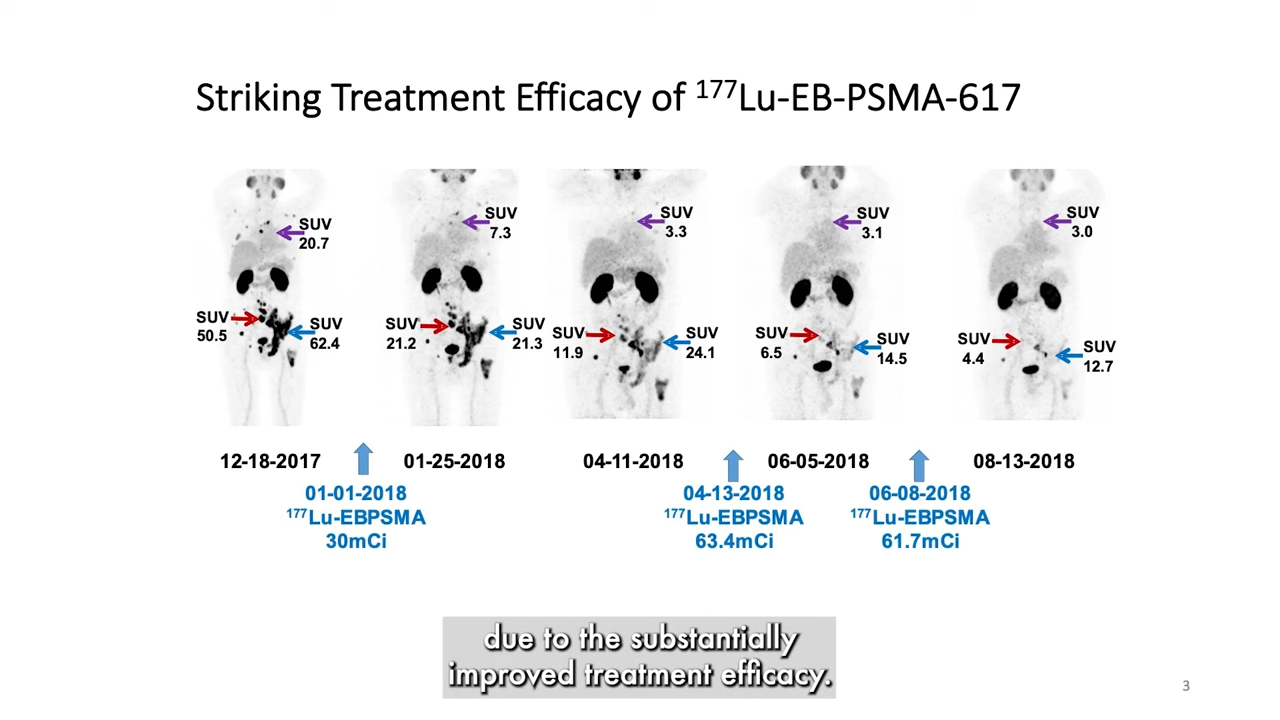 Striking Treatment Efficacy of ¹⁷⁷Lu-EB-PSMA-617
SUV
20.7
SUV
50.5
SUV
62.4
SUV
7.3
SUV
21.2
SUV
21.3
SUV
3.3
SUV
11.9
SUV
24.1
SUV
3.1
SUV
6.5
SUV
14.5
SUV
3.0
SUV
4.4
SUV
12.7
12-18-2017
01-25-2018
04-11-2018
06-05-2018
08-13-2018
01-01-2018
¹⁷⁷Lu-EBPSMA
30mCi
04-13-2018
¹⁷⁷Lu-EBPSMA
63.4mCi
06-08-2018
¹⁷⁷Lu-EBPSMA
61.7mCi
due to the substantially
improved treatment efficacy.
3